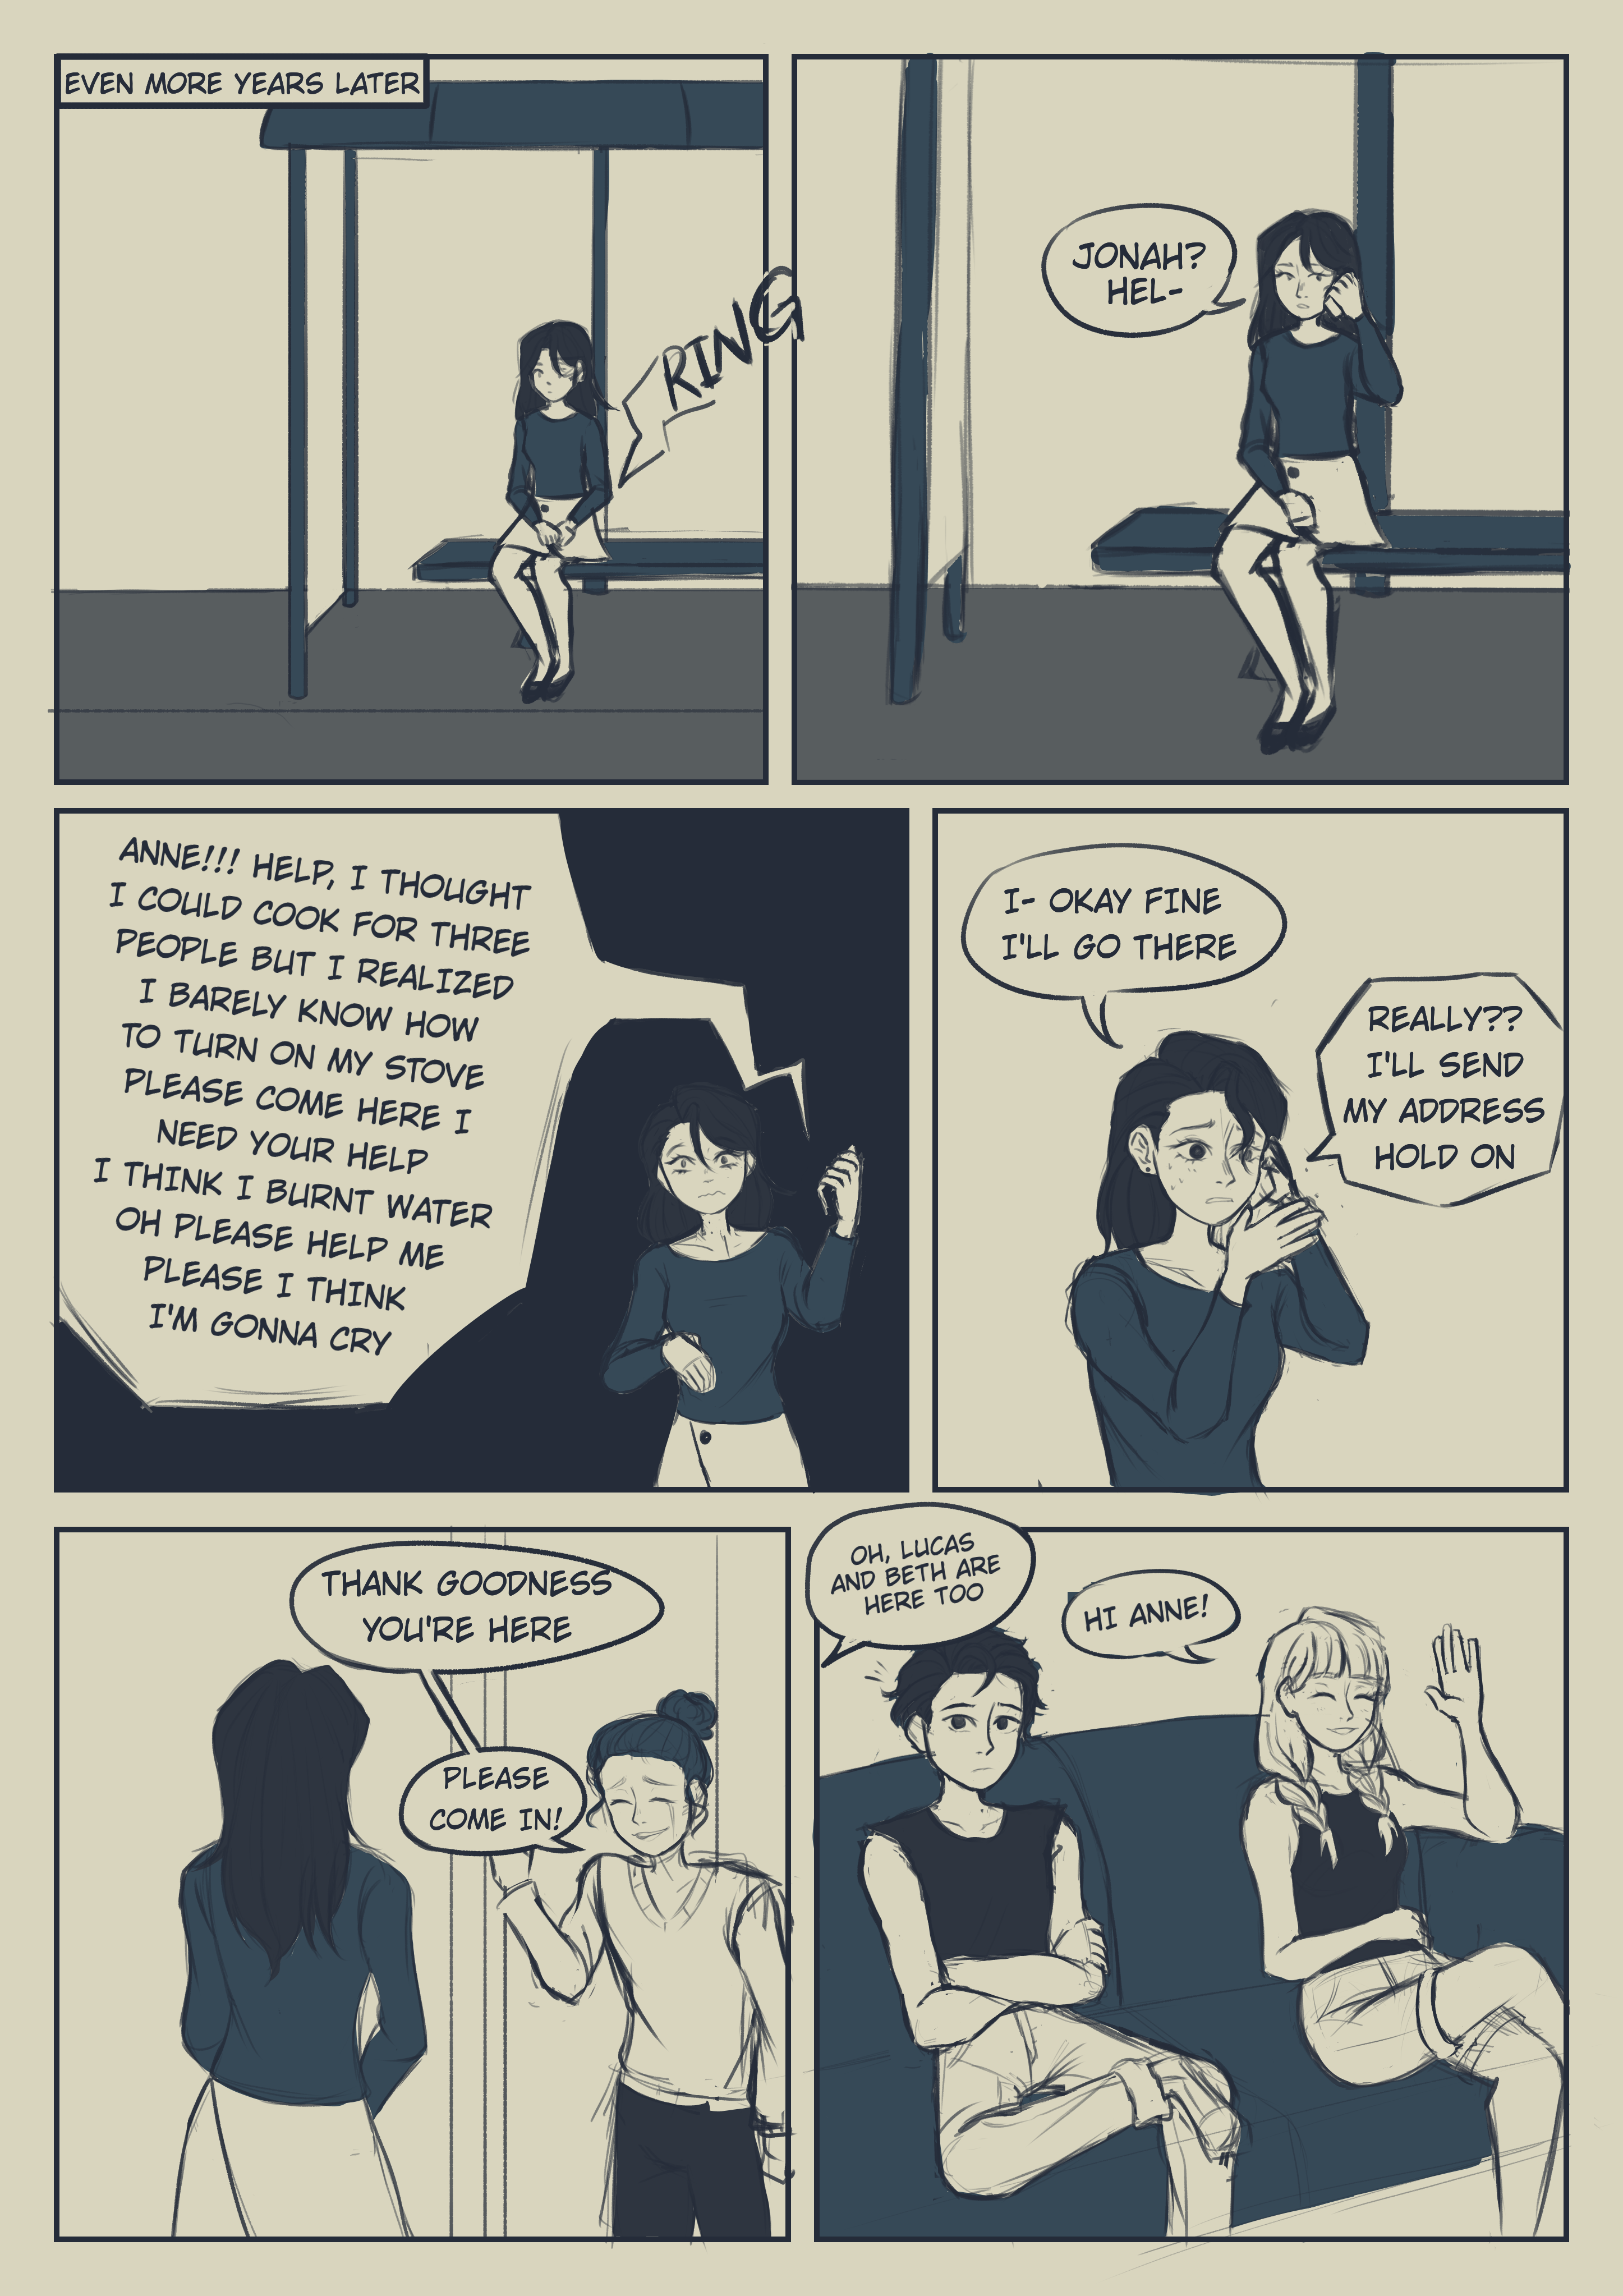 EVEN MORE YEARS LATER
RING
JONAH?
HEL-
ANNE!!! HELP, I THOUGHT
I COULD COOK FOR THREE
PEOPLE BUT I REALIZED
I BARELY KNOW HOW
TO TURN ON MY STOVE
PLEASE COME HERE I
NEED YOUR HELP
I THINK I BURNT WATER
OH PLEASE HELP ME
PLEASE I THINK
I'M GONNA CRY
I- OKAY FINE
I'LL GO THERE
REALLY??
I'LL SEND
MY ADDRESS
HOLD ON
THANK GOODNESS
YOU'RE HERE
PLEASE
COME IN!
OH, LUCAS
AND BETH ARE
HERE TOO
HI ANNE!